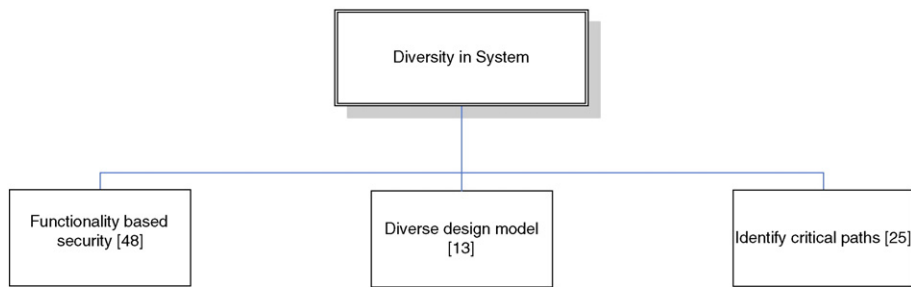 Diversity in System
Functionality based
security [48]
Diverse design model
[13]
Identify critical paths [25]